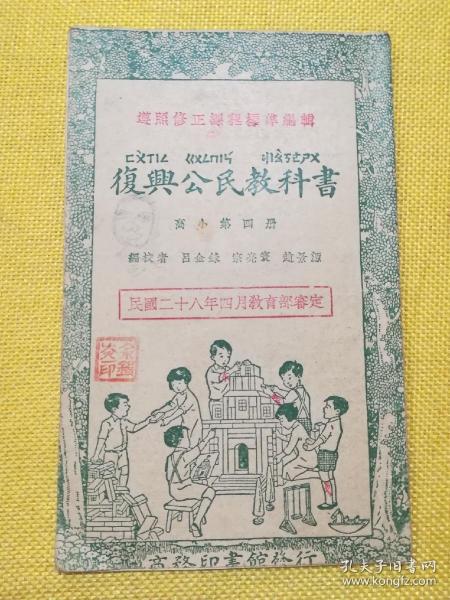 遵照修正課程標準編輯
復興公民教科書
高小第四册
編校者 呂金錄 宗亮寰 趙景源
民國二十八年四月教育部審定
商務印書館發行
孔夫子旧书网
www.kongfz.com